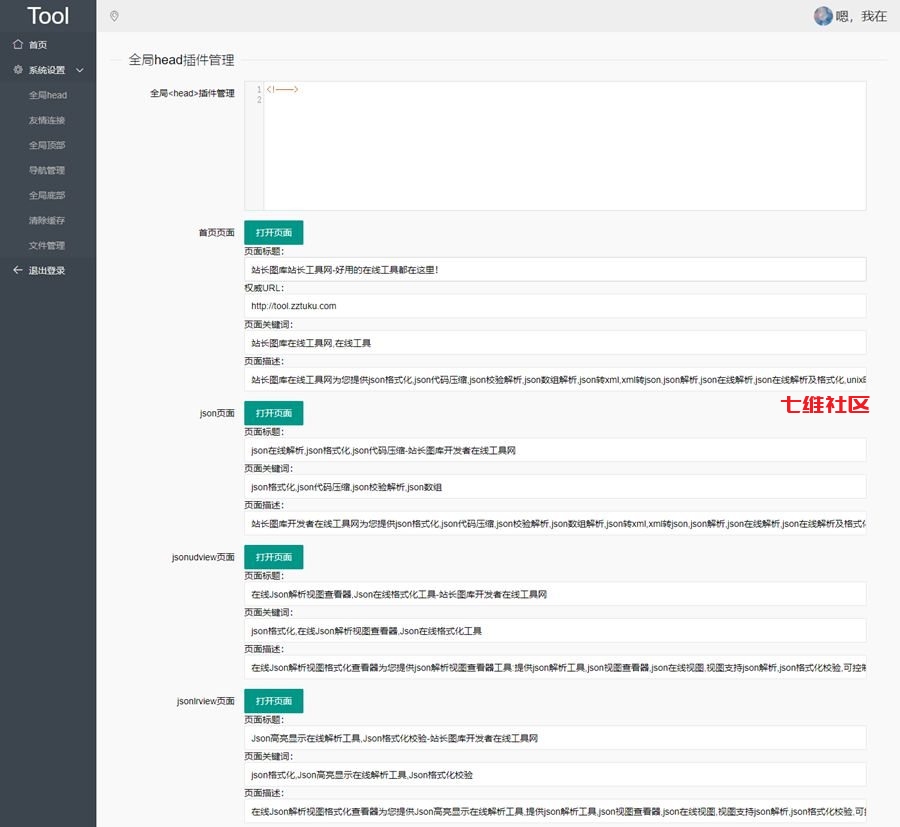 Tool
嗯，我在
首页
系统设置
全局head
友情连接
全局顶部
导航管理
全局底部
清除缓存
文件管理
退出登录
全局head插件管理
全局<head>插件管理
1 <!---->
2
首页页面
打开页面
页面标题：
站长图库站长工具网-好用的在线工具都在这里！
权威URL：
http://tool.zztuku.com
页面关键词：
站长图库在线工具网,在线工具
页面描述：
站长图库在线工具网为您提供json格式化,json代码压缩,json校验解析,json数组解析,json转xml,xml转json,json解析,json在线解析,json在线解析及格式化,unix
七维社区
json页面
打开页面
页面标题：
json在线解析,json格式化,json代码压缩-站长图库开发者在线工具网
页面关键词：
json格式化,json代码压缩,json校验解析,json数组
页面描述：
站长图库开发者在线工具网为您提供json格式化,json代码压缩,json校验解析,json数组解析,json转xml,xml转json,json解析,json在线解析,json在线解析及格式
jsonudview页面
打开页面
页面标题：
在线Json解析视图查看器,Json在线格式化工具-站长图库开发者在线工具网
页面关键词：
json格式化,在线Json解析视图查看器,Json在线格式化工具
页面描述：
在线Json解析视图格式化查看器为您提供json解析视图查看器工具:提供json解析工具,json视图查看器,json在线视图,视图支持json解析,json格式化校验,可控制
jsonlrview页面
打开页面
页面标题：
Json高亮显示在线解析工具,Json格式化校验-站长图库开发者在线工具网
页面关键词：
json格式化,Json高亮显示在线解析工具,Json格式化校验
页面描述：
在线Json解析视图格式化查看器为您提供Json高亮显示在线解析工具,提供json解析工具,json视图查看器,json在线视图,视图支持json解析,json格式化校验,可